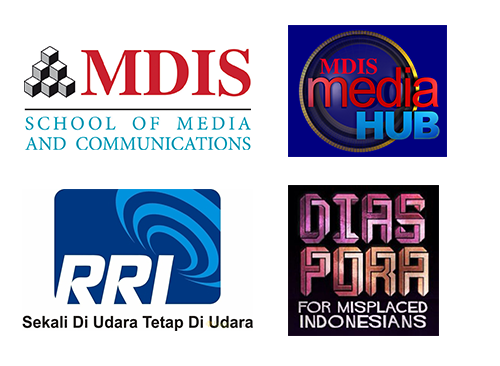 MDIS
SCHOOL OF MEDIA
AND COMMUNICATIONS
MDIS
media
HUB
RRI
Sekali Di Udara Tetap Di Udara
DIAS
PORA
FOR MISPLACED
INDONESIANS